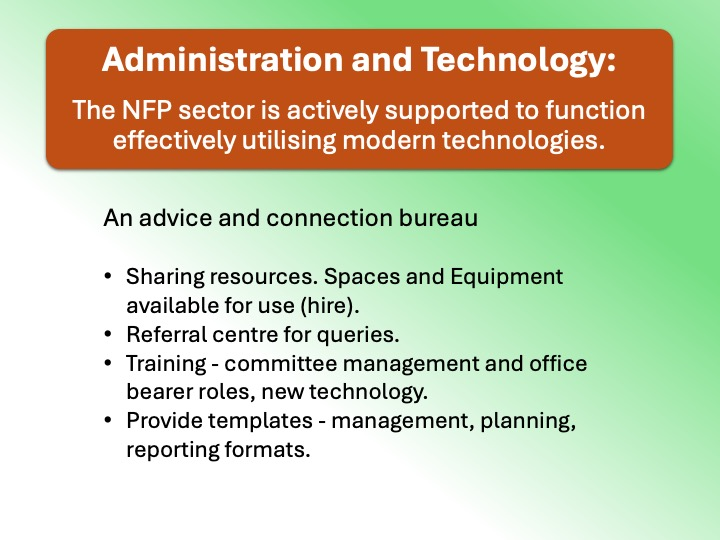 Administration and Technology:
The NFP sector is actively supported to function
effectively utilising modern technologies.
An advice and connection bureau
• Sharing resources. Spaces and Equipment
available for use (hire).
• Referral centre for queries.
• Training - committee management and office
bearer roles, new technology.
• Provide templates - management, planning,
reporting formats.